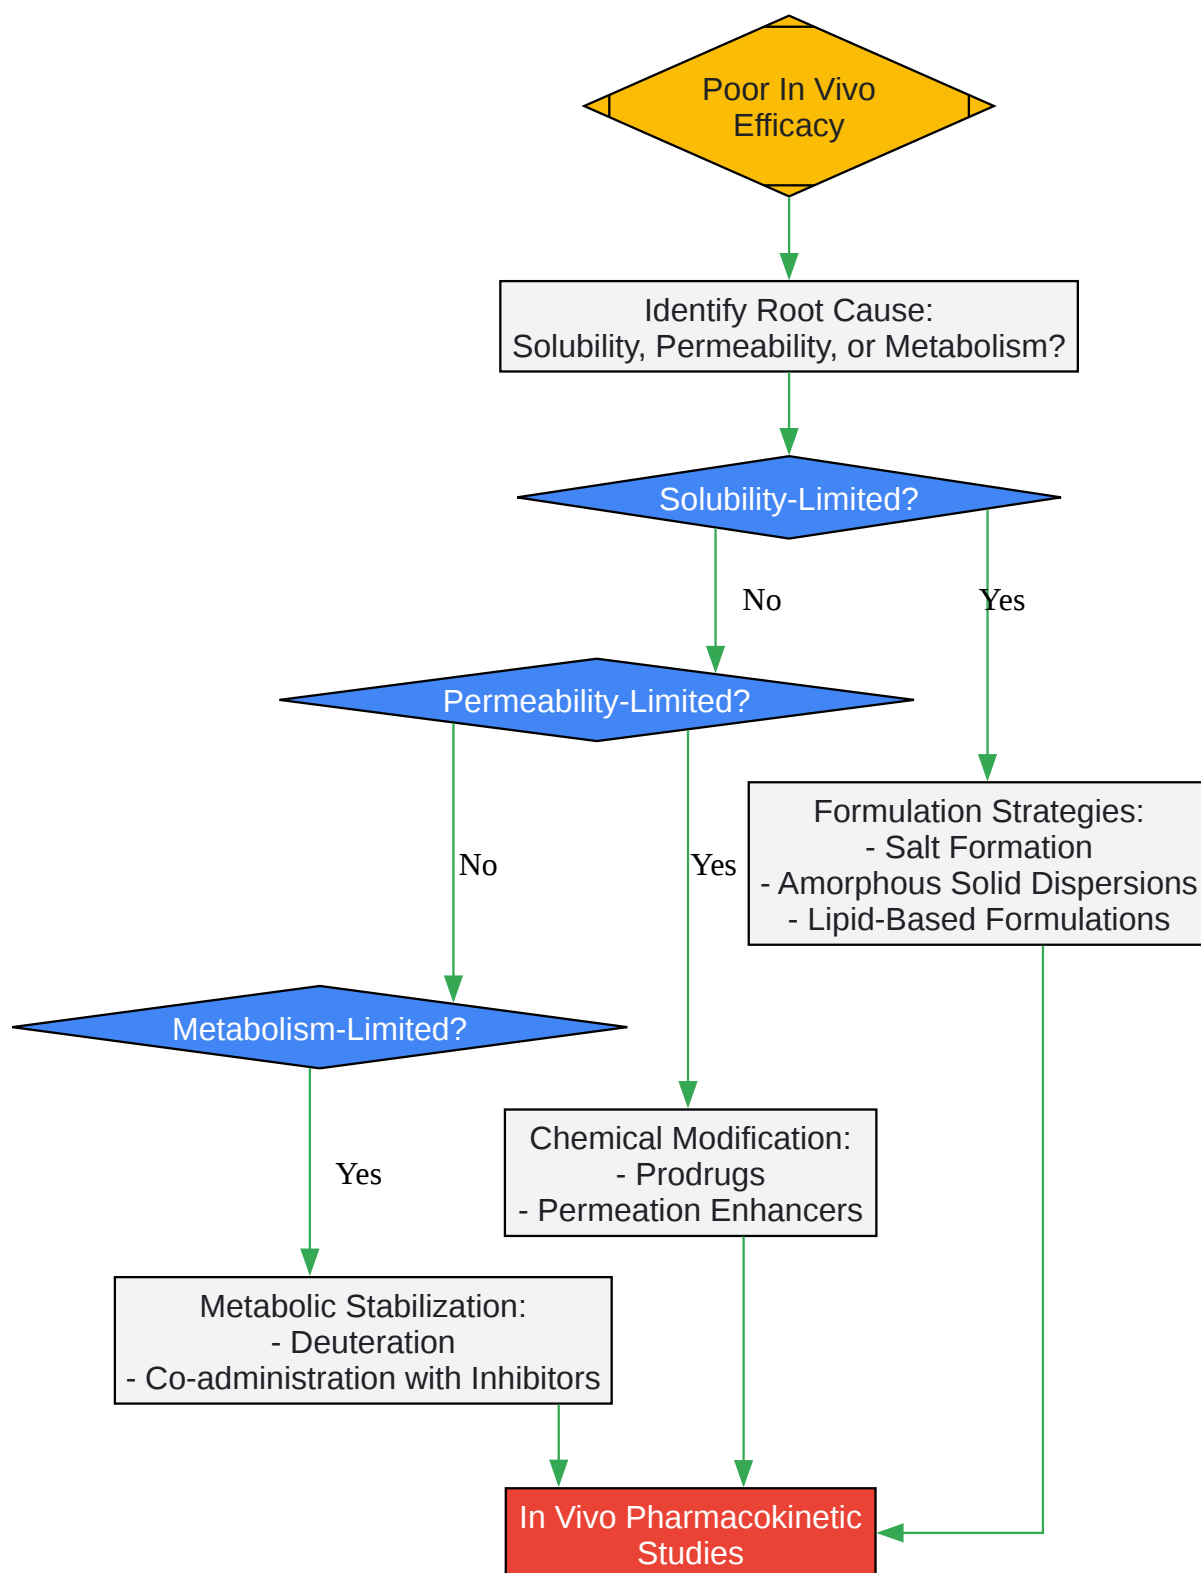 Poor In Vivo
Efficacy
Identify Root Cause:
Solubility, Permeability, or Metabolism?
Solubility-Limited?
No
Yes
Permeability-Limited?
Formulation Strategies:
- Salt Formation
- Amorphous Solid Dispersions
- Lipid-Based Formulations
No
Yes
Metabolism-Limited?
Chemical Modification:
- Prodrugs
- Permeation Enhancers
Yes
Metabolic Stabilization:
- Deuteration
- Co-administration with Inhibitors
In Vivo Pharmacokinetic
Studies